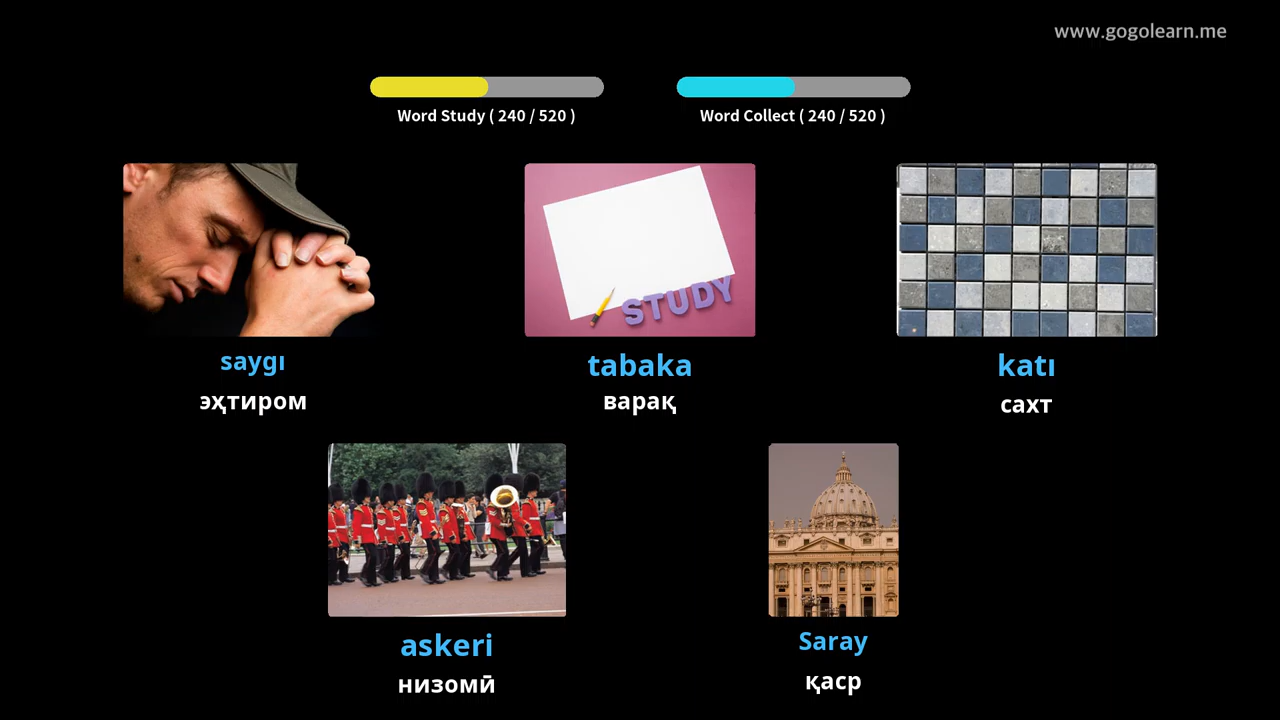 www.gogolearn.me
Word Study ( 240 / 520 )
Word Collect ( 240 / 520 )
STUDY
saygı
эҳтиром
tabaka
варақ
katı
сахт
askeri
низомӣ
Saray
қаср